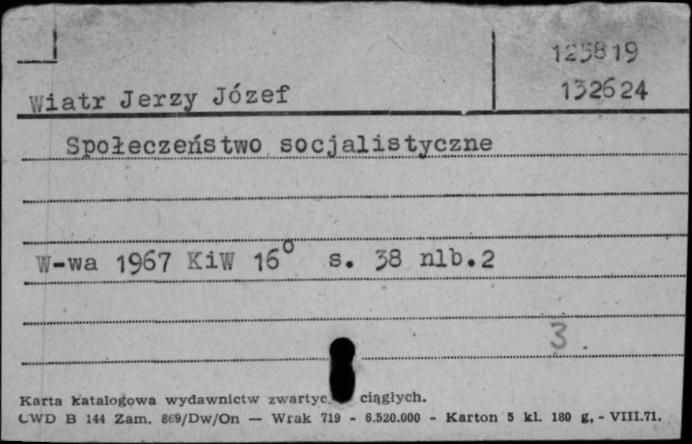 125819
Wiatr Jerzy Józef
132624
Społeczeństwo socjalistyczne
W-wa 1967 KiW 16° s. 38 nlb.2
3
Karta katalogowa wydawnictw zwartyc ciągłych.
CWD B 144 Zam. 869/Dw/On — Wrak 719 - 6.520.000 - Karton 5 kl. 180 g. - VIII.71.